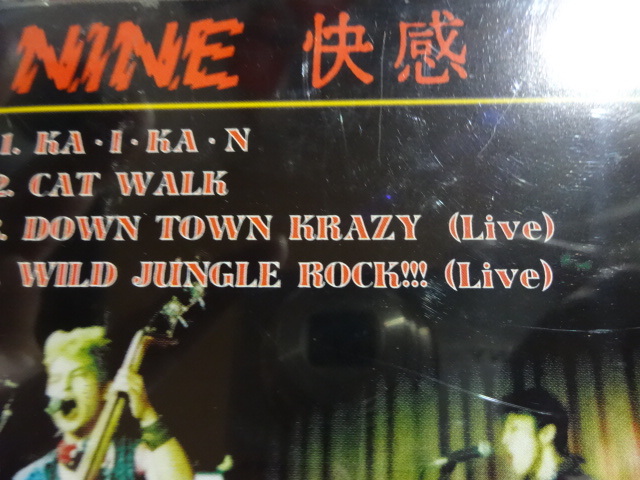 NINE 快感
1. KA・I・KA・N
2. CAT WALK
. DOWN TOWN KRAZY (Live)
WILD JUNGLE ROCK!!! (Live)